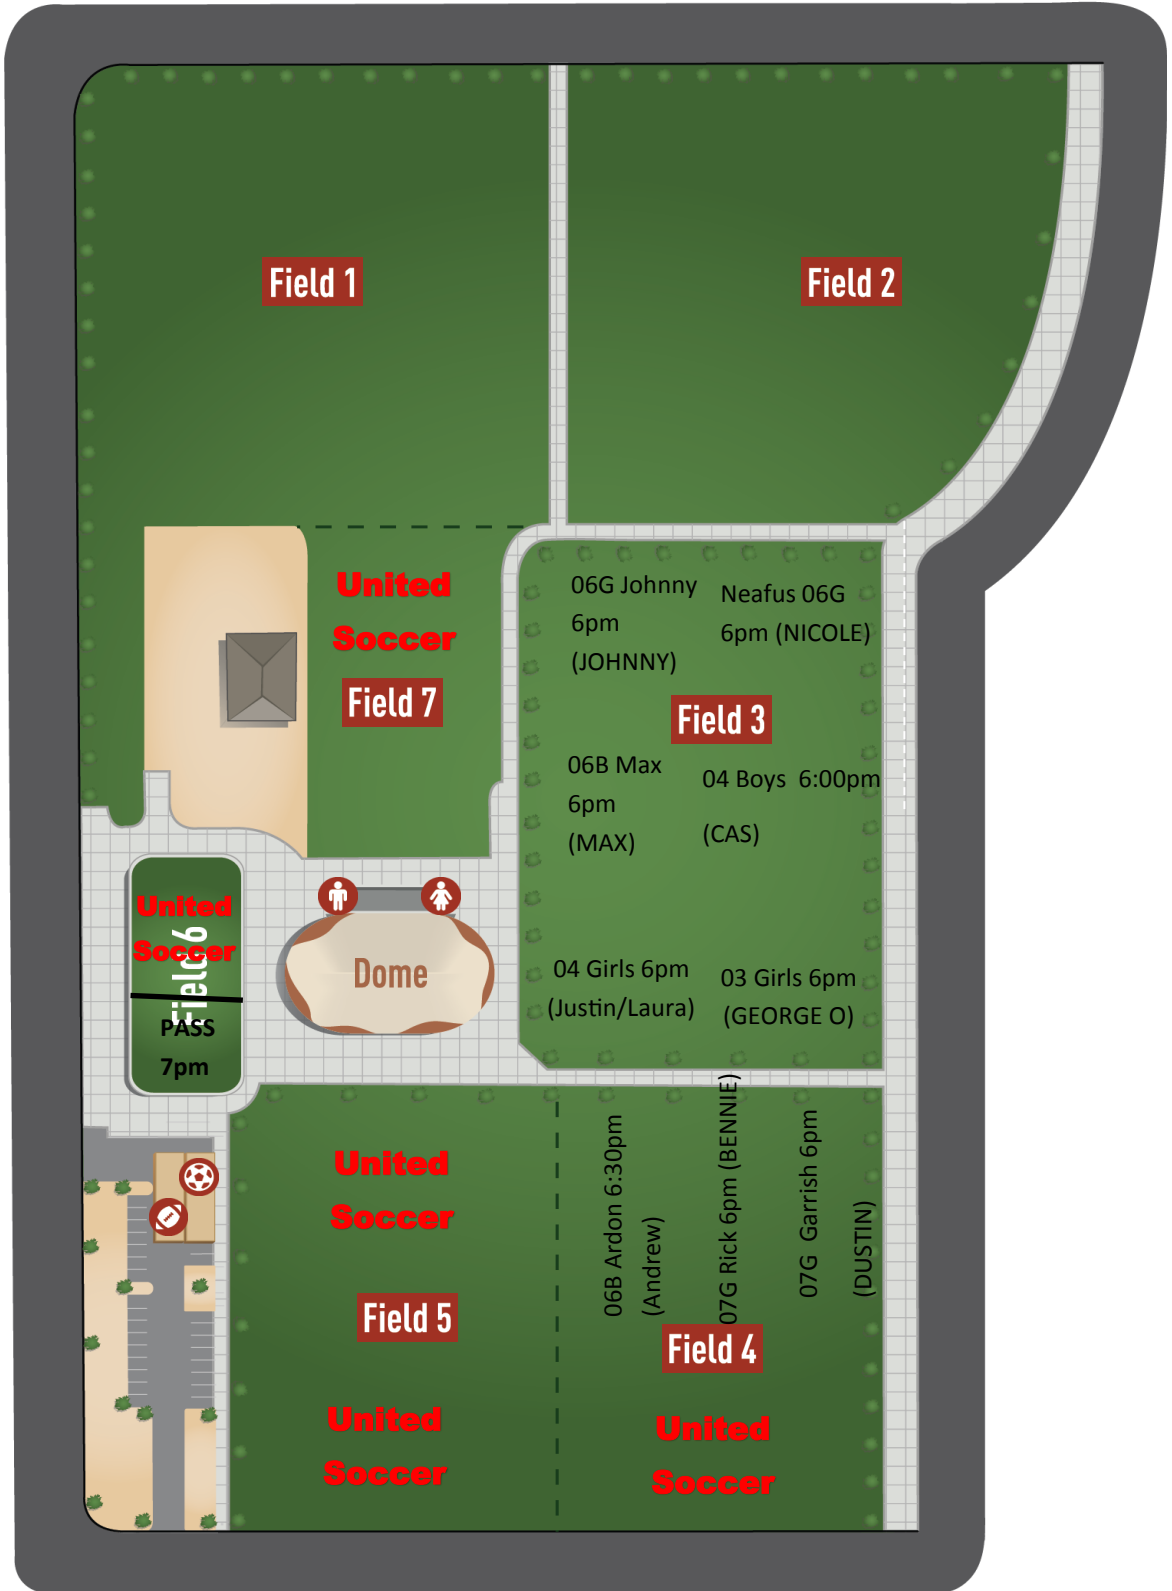 Field 1
Field 2
United
Soccer
Field 7
06G Johnny
6pm
(JOHNNY)
Neafus 06G
6pm (NICOLE)
Field 3
06B Max
6pm
(MAX)
04 Boys  6:00pm
(CAS)
04 Girls 6pm
(Justin/Laura)
03 Girls 6pm
(GEORGE O)
United
Soccer
Field 6
PASS
7pm
Dome
United
Soccer
Field 5
United
Soccer
06B Ardon 6:30pm
(Andrew)
07G Rick 6pm (BENNIE)
07G  Garrish 6pm
(DUSTIN)
Field 4
United
Soccer